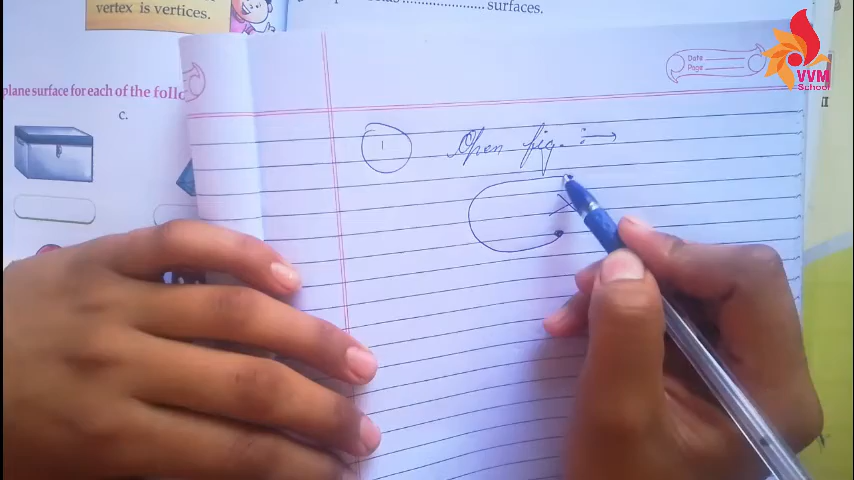 vertex is vertices.
surfaces.
plane surface for each of the follo
c.
Date
Page
VVM
School
1 Open fig. :→